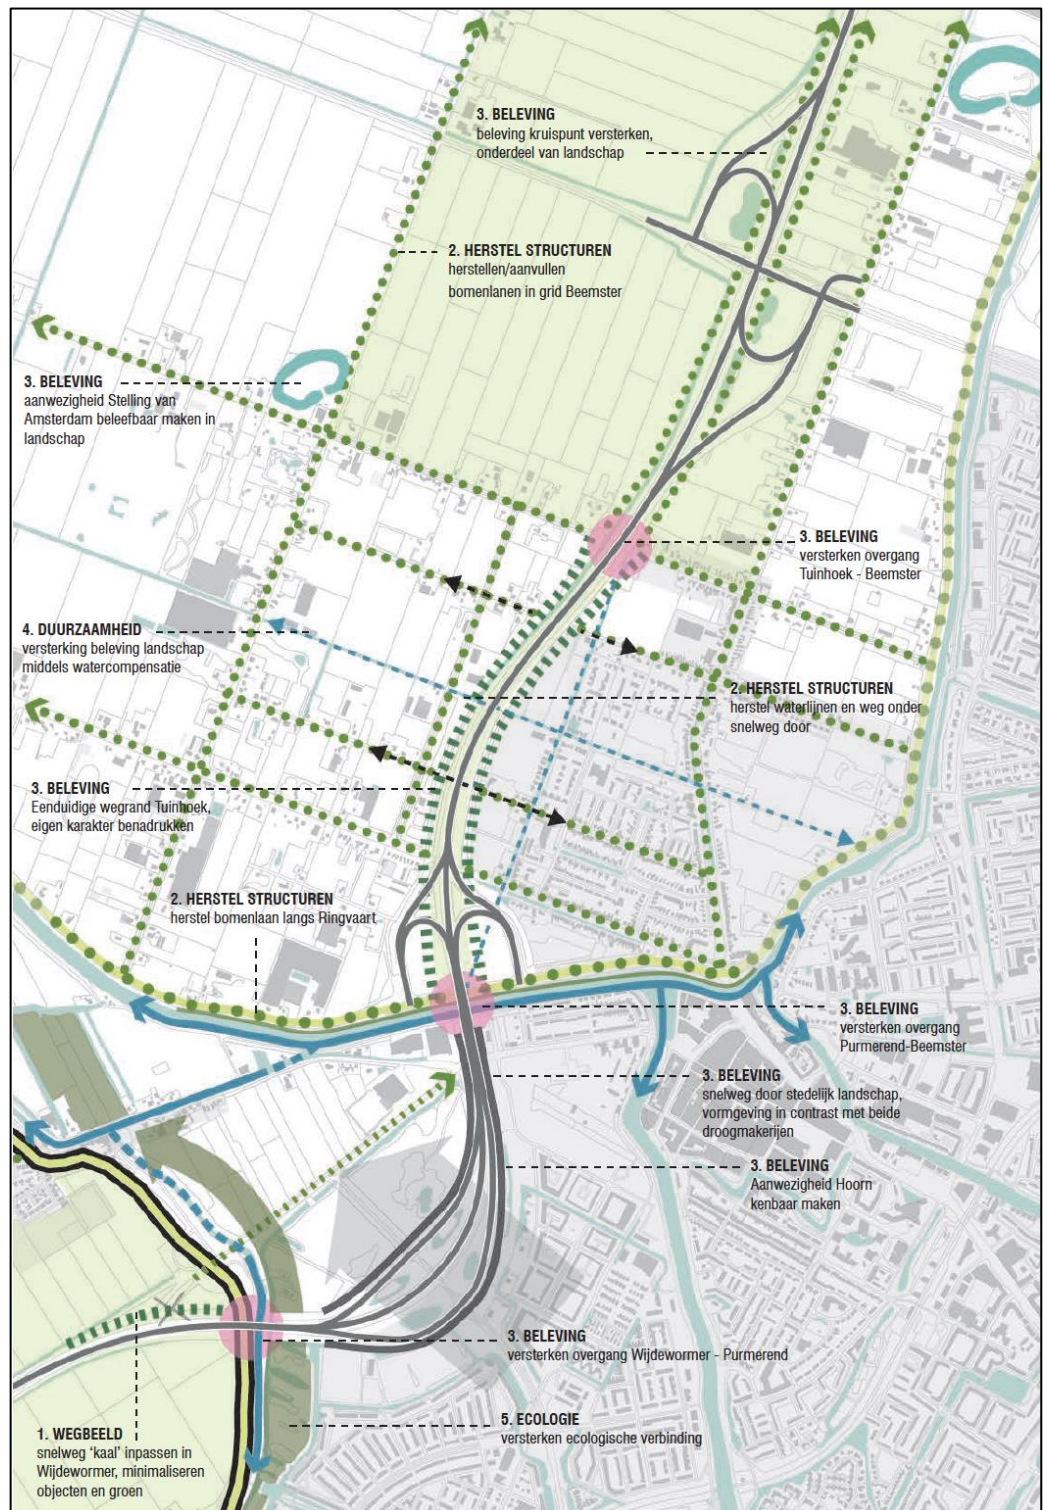 3. BELEVING
beleving kruispunt versterken,
onderdeel van landschap
2. HERSTEL STRUCTUREN
herstellen/aanvullen
bomenlanen in grid Beemster
3. BELEVING
aanwezigheid Stelling van
Amsterdam beleefbaar maken in
landschap
3. BELEVING
versterken overgang
Tuinhoek - Beemster
4. DUURZAAMHEID
versterking beleving landschap
middels watercompensatie
2. HERSTEL STRUCTUREN
herstel waterlijnen en weg onder
snelweg door
3. BELEVING
Eenduidige wegrand Tuinhoek,
eigen karakter benadrukken
2. HERSTEL STRUCTUREN
herstel bomenlaan langs Ringvaart
3. BELEVING
versterken overgang
Purmerend-Beemster
3. BELEVING
snelweg door stedelijk landschap,
vormgeving in contrast met beide
droogmakerijen
3. BELEVING
Aanwezigheid Hoorn
kenbaar maken
3. BELEVING
versterken overgang Wijdewormer - Purmerend
5. ECOLOGIE
versterken ecologische verbinding
1. WEGBEELD
snelweg ‘kaal’ inpassen in
Wijdewormer, minimaliseren
objecten en groen